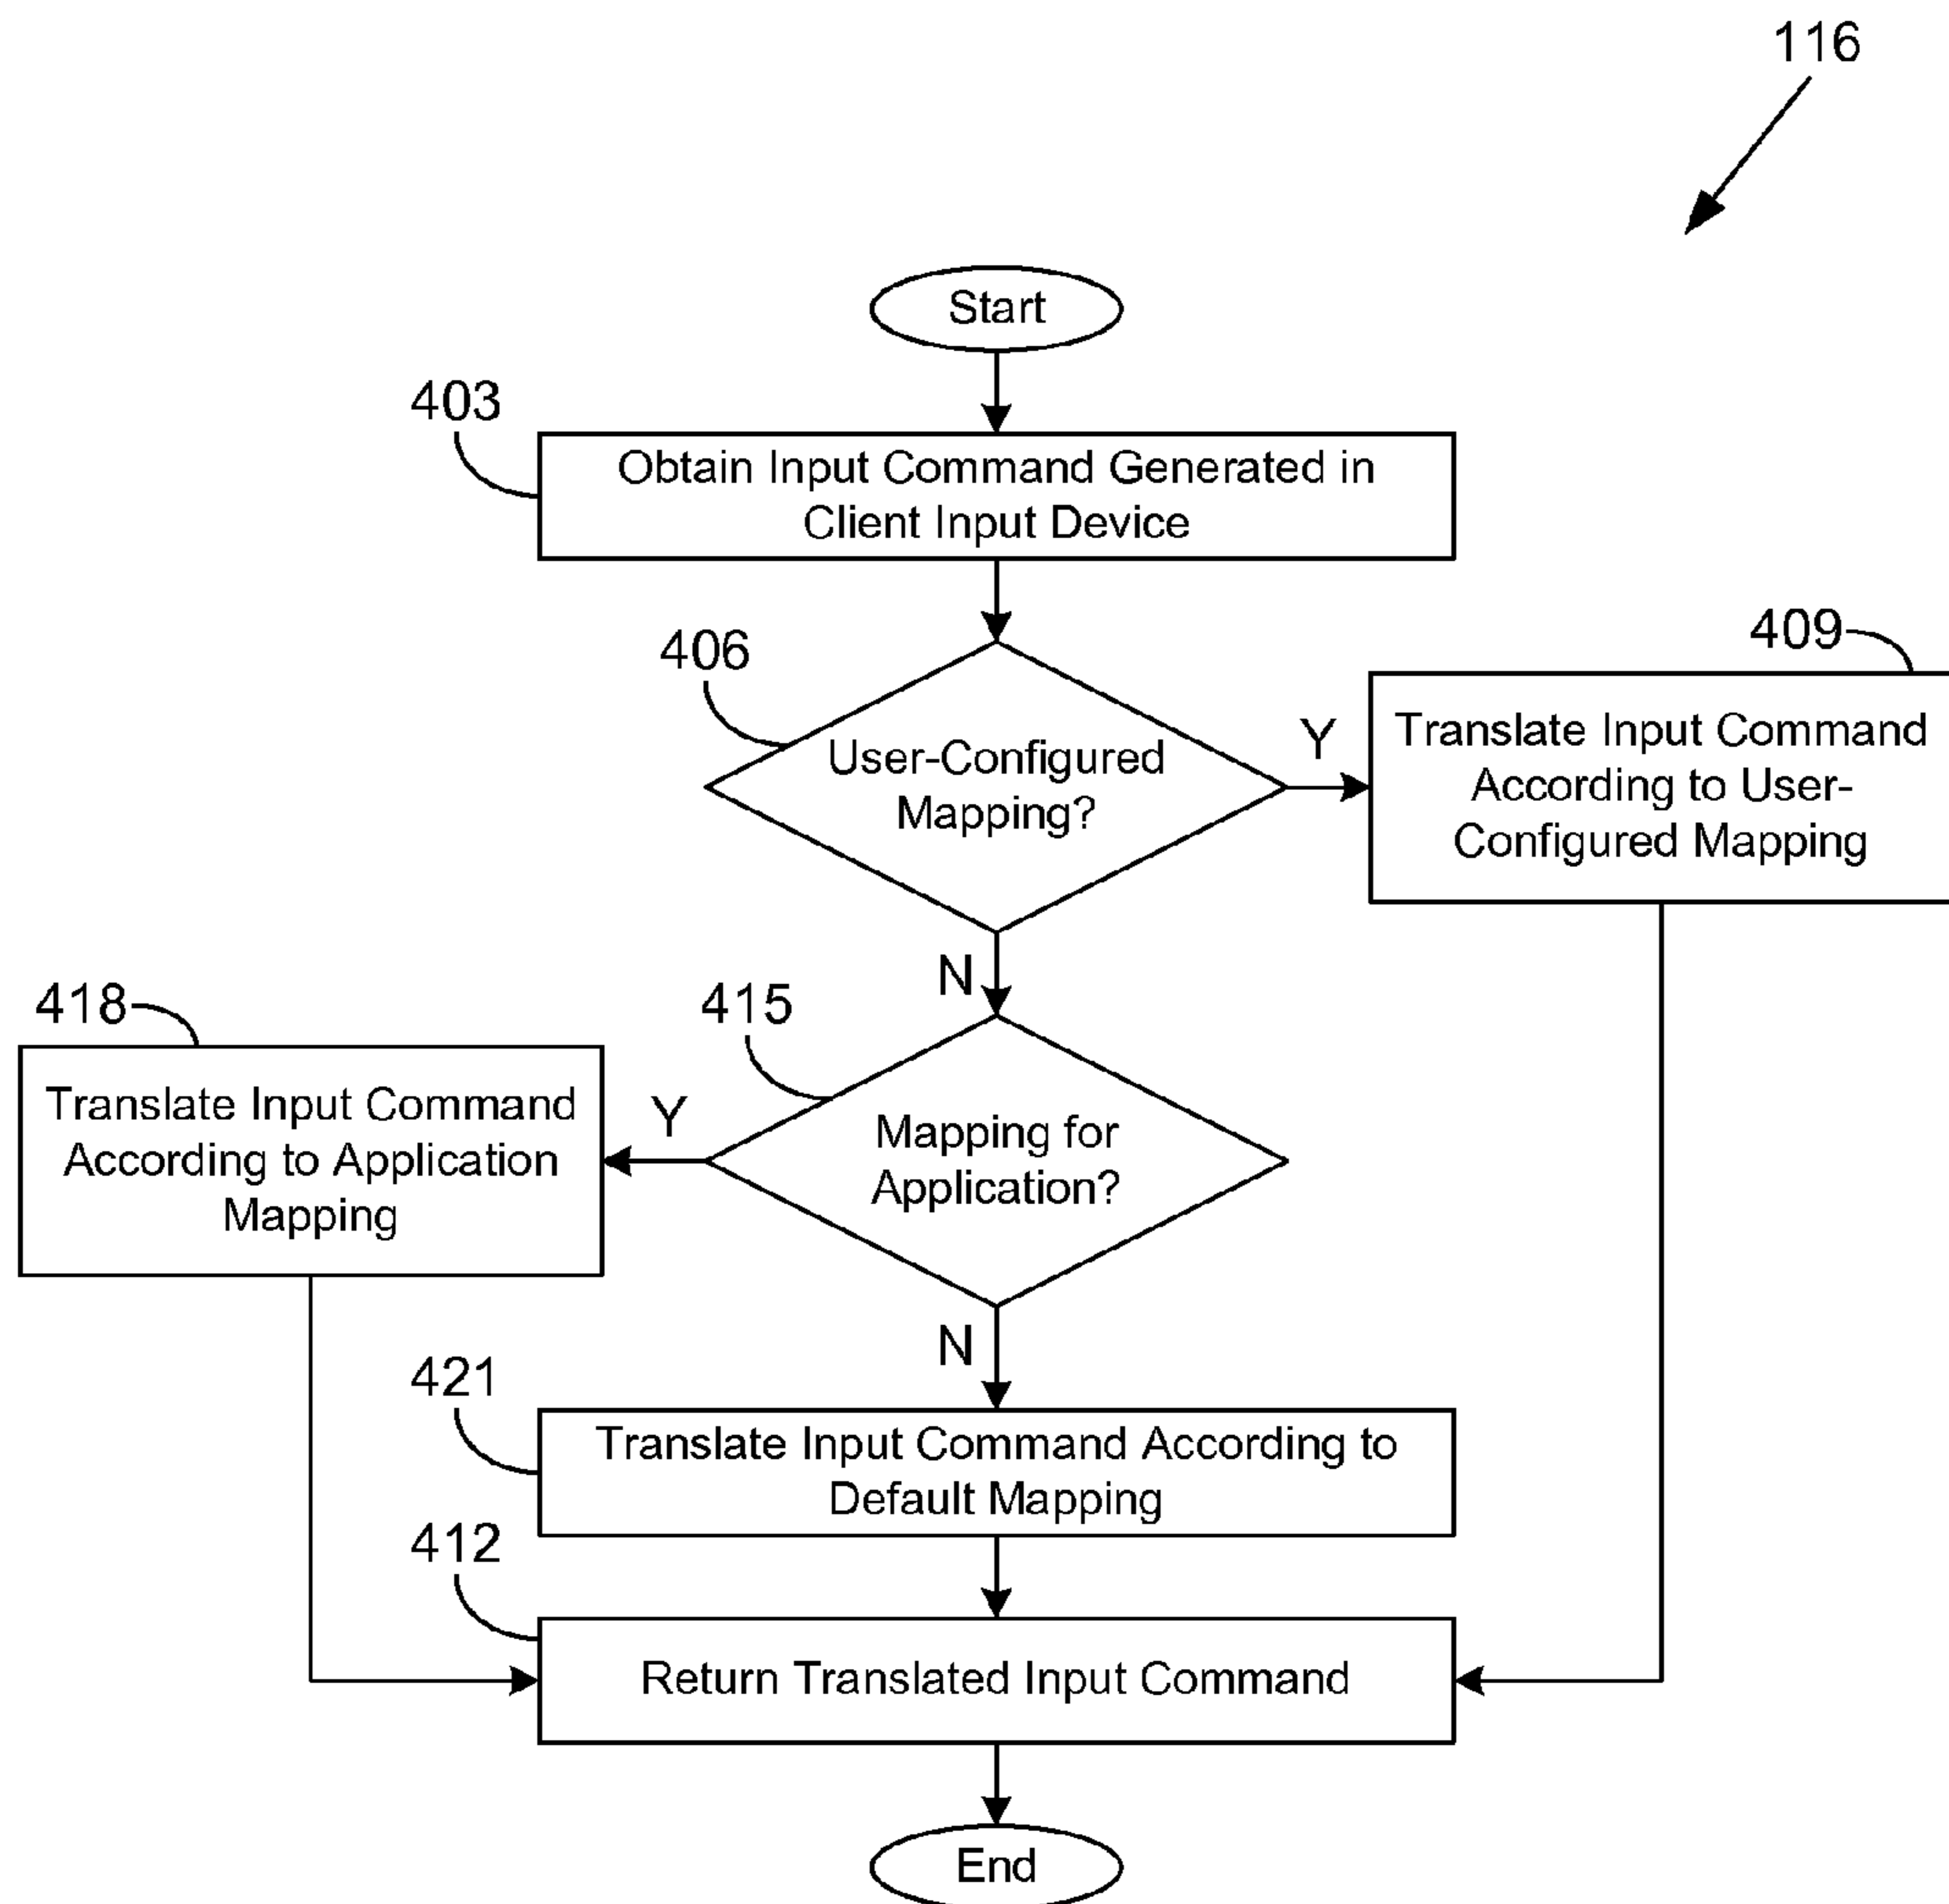 116
Start
403
Obtain Input Command Generated in
Client Input Device
406
User-Configured
Mapping?
Y
409
Translate Input Command
According to User-
Configured Mapping
N
415
Mapping for
Application?
Y
418
Translate Input Command
According to Application
Mapping
N
421
Translate Input Command According to
Default Mapping
412
Return Translated Input Command
End